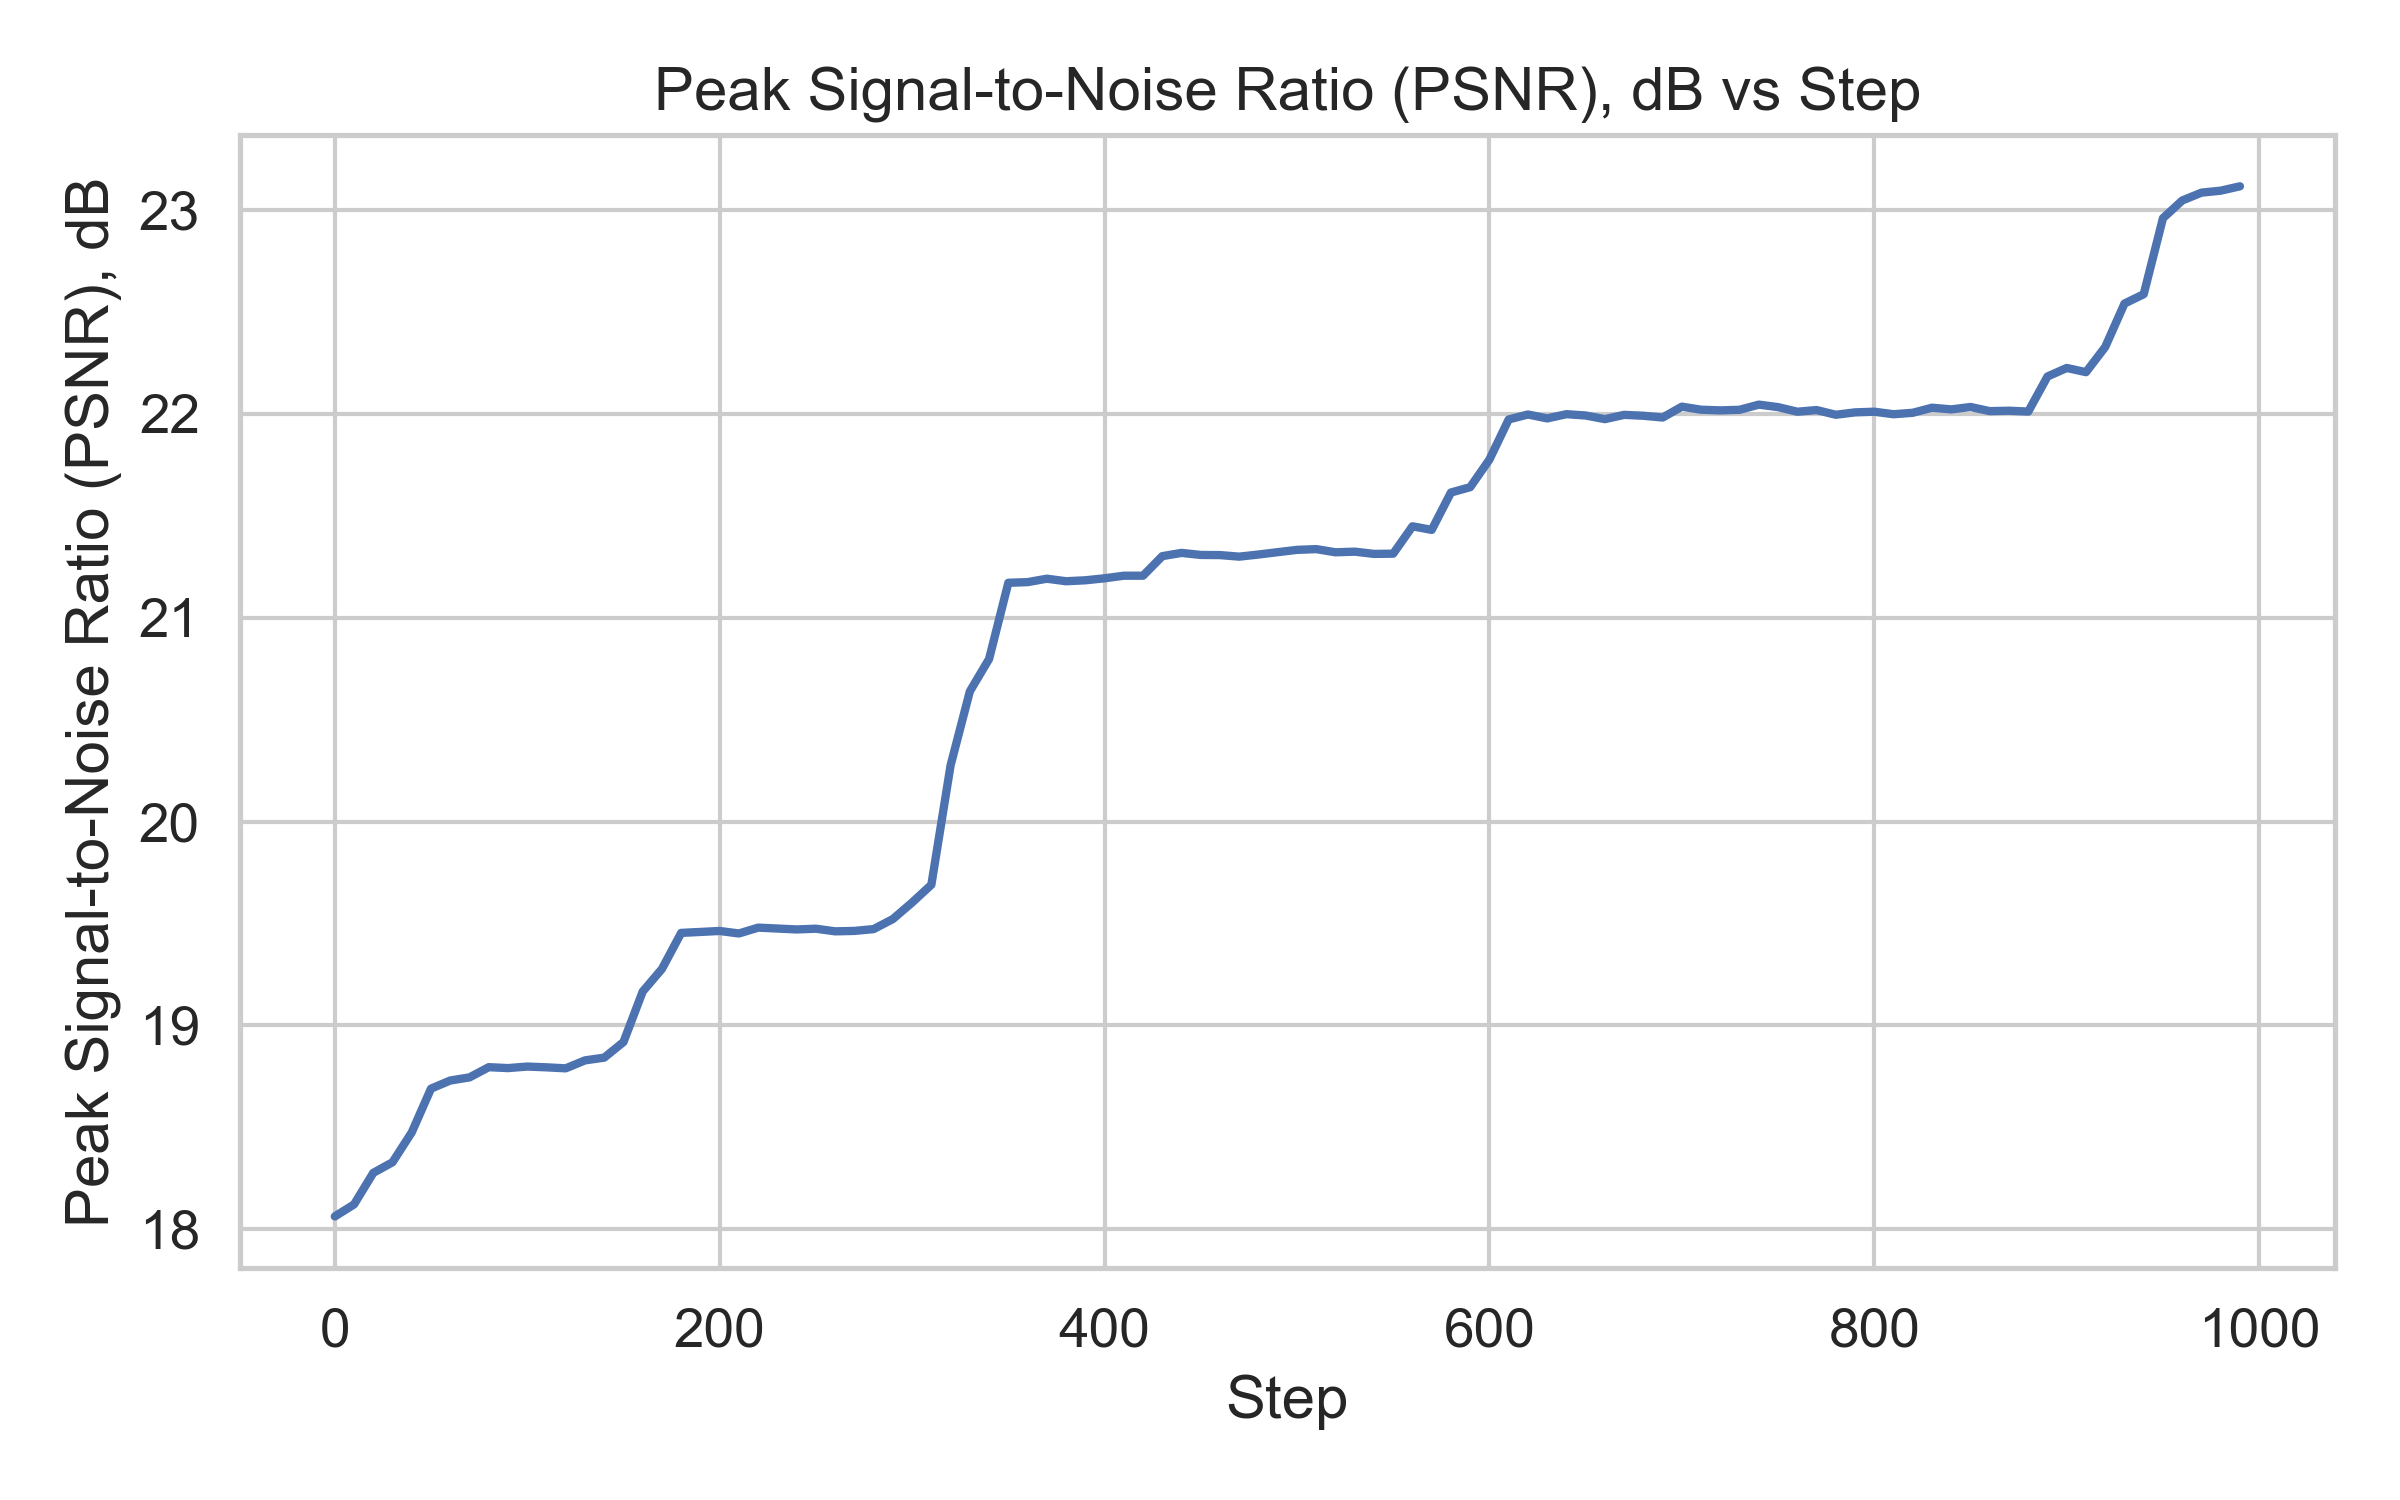 Peak Signal-to-Noise Ratio (PSNR), dB vs Step
Peak Signal-to-Noise Ratio (PSNR), dB
23
22
21
20
19
18
0 200 400 600 800 1000
Step